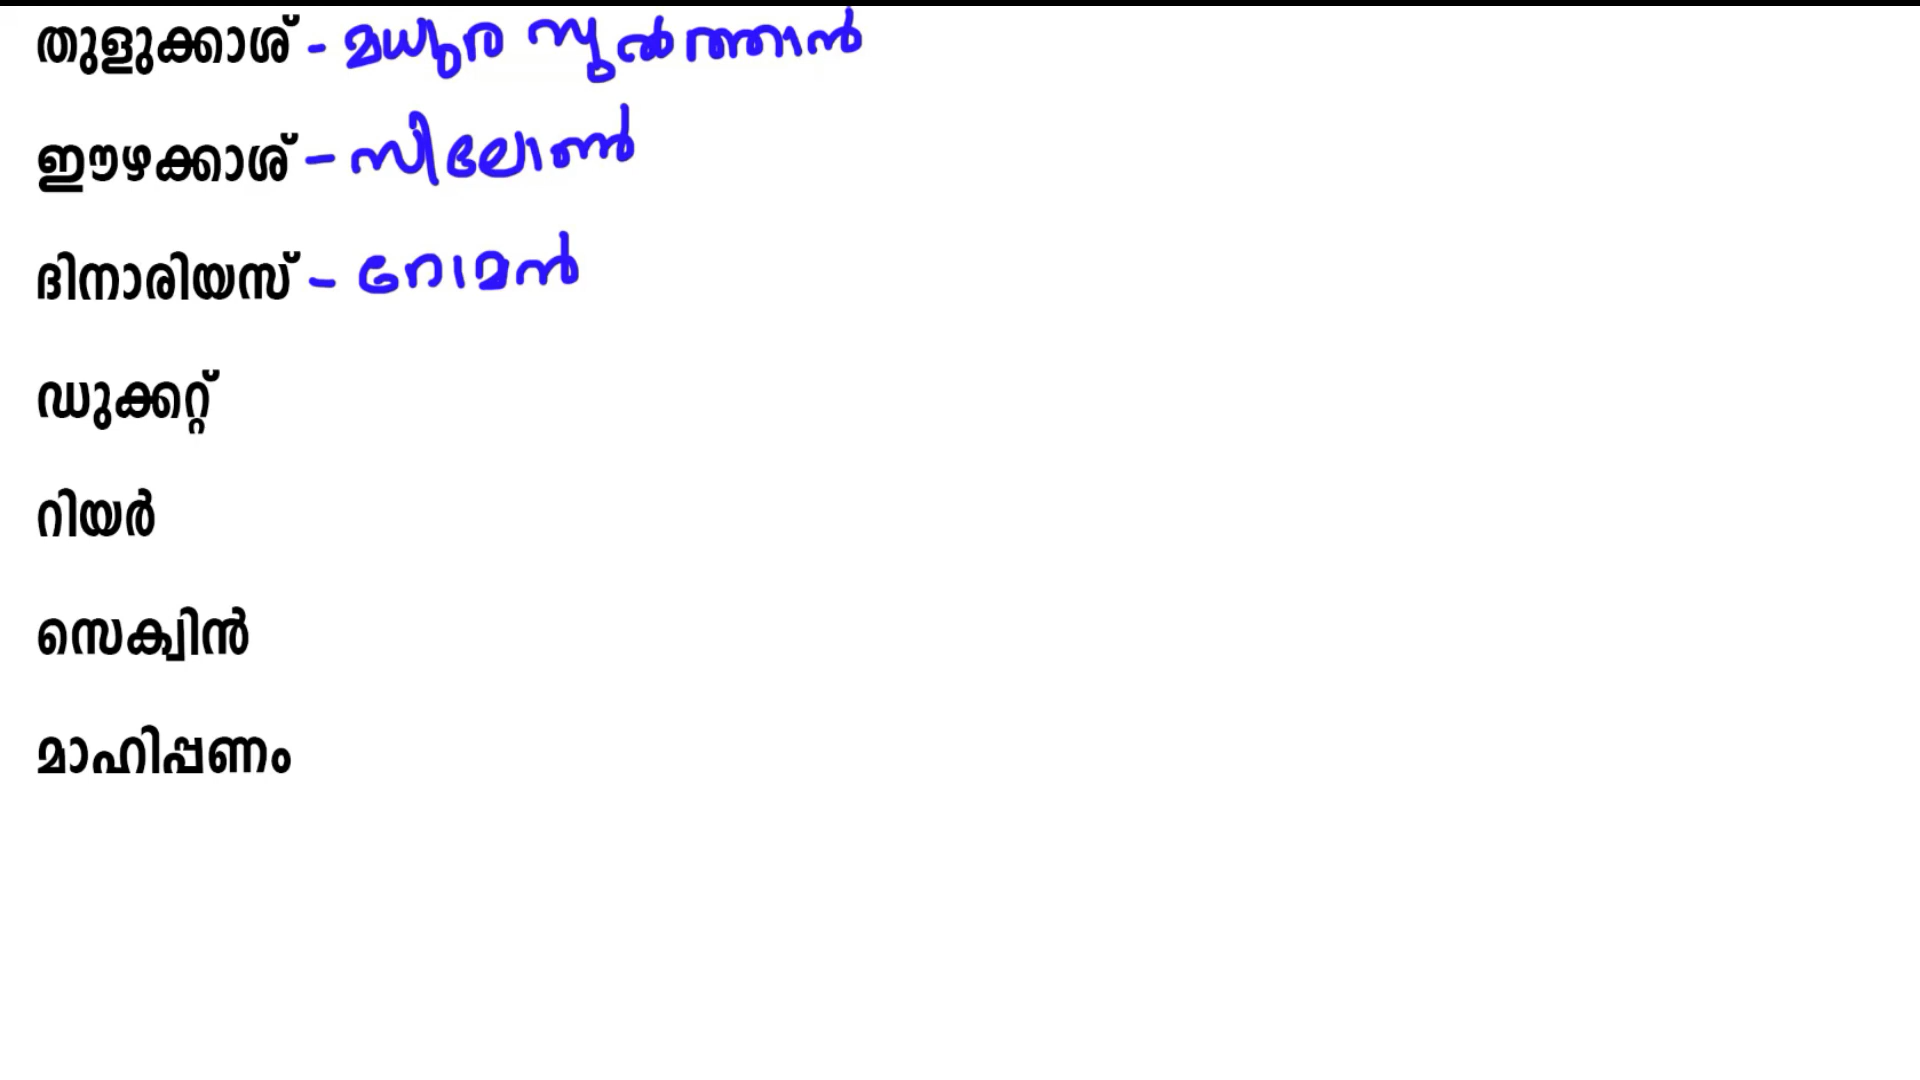 തുളുക്കാശ് - മധുര സുൽത്താൻ
ഈഴക്കാശ് - സിലോൺ
ദിനാരിയസ് - റോമൻ
ഡുക്കറ്റ്
റിയർ
സെക്വിൻ
മാഹിപ്പണം